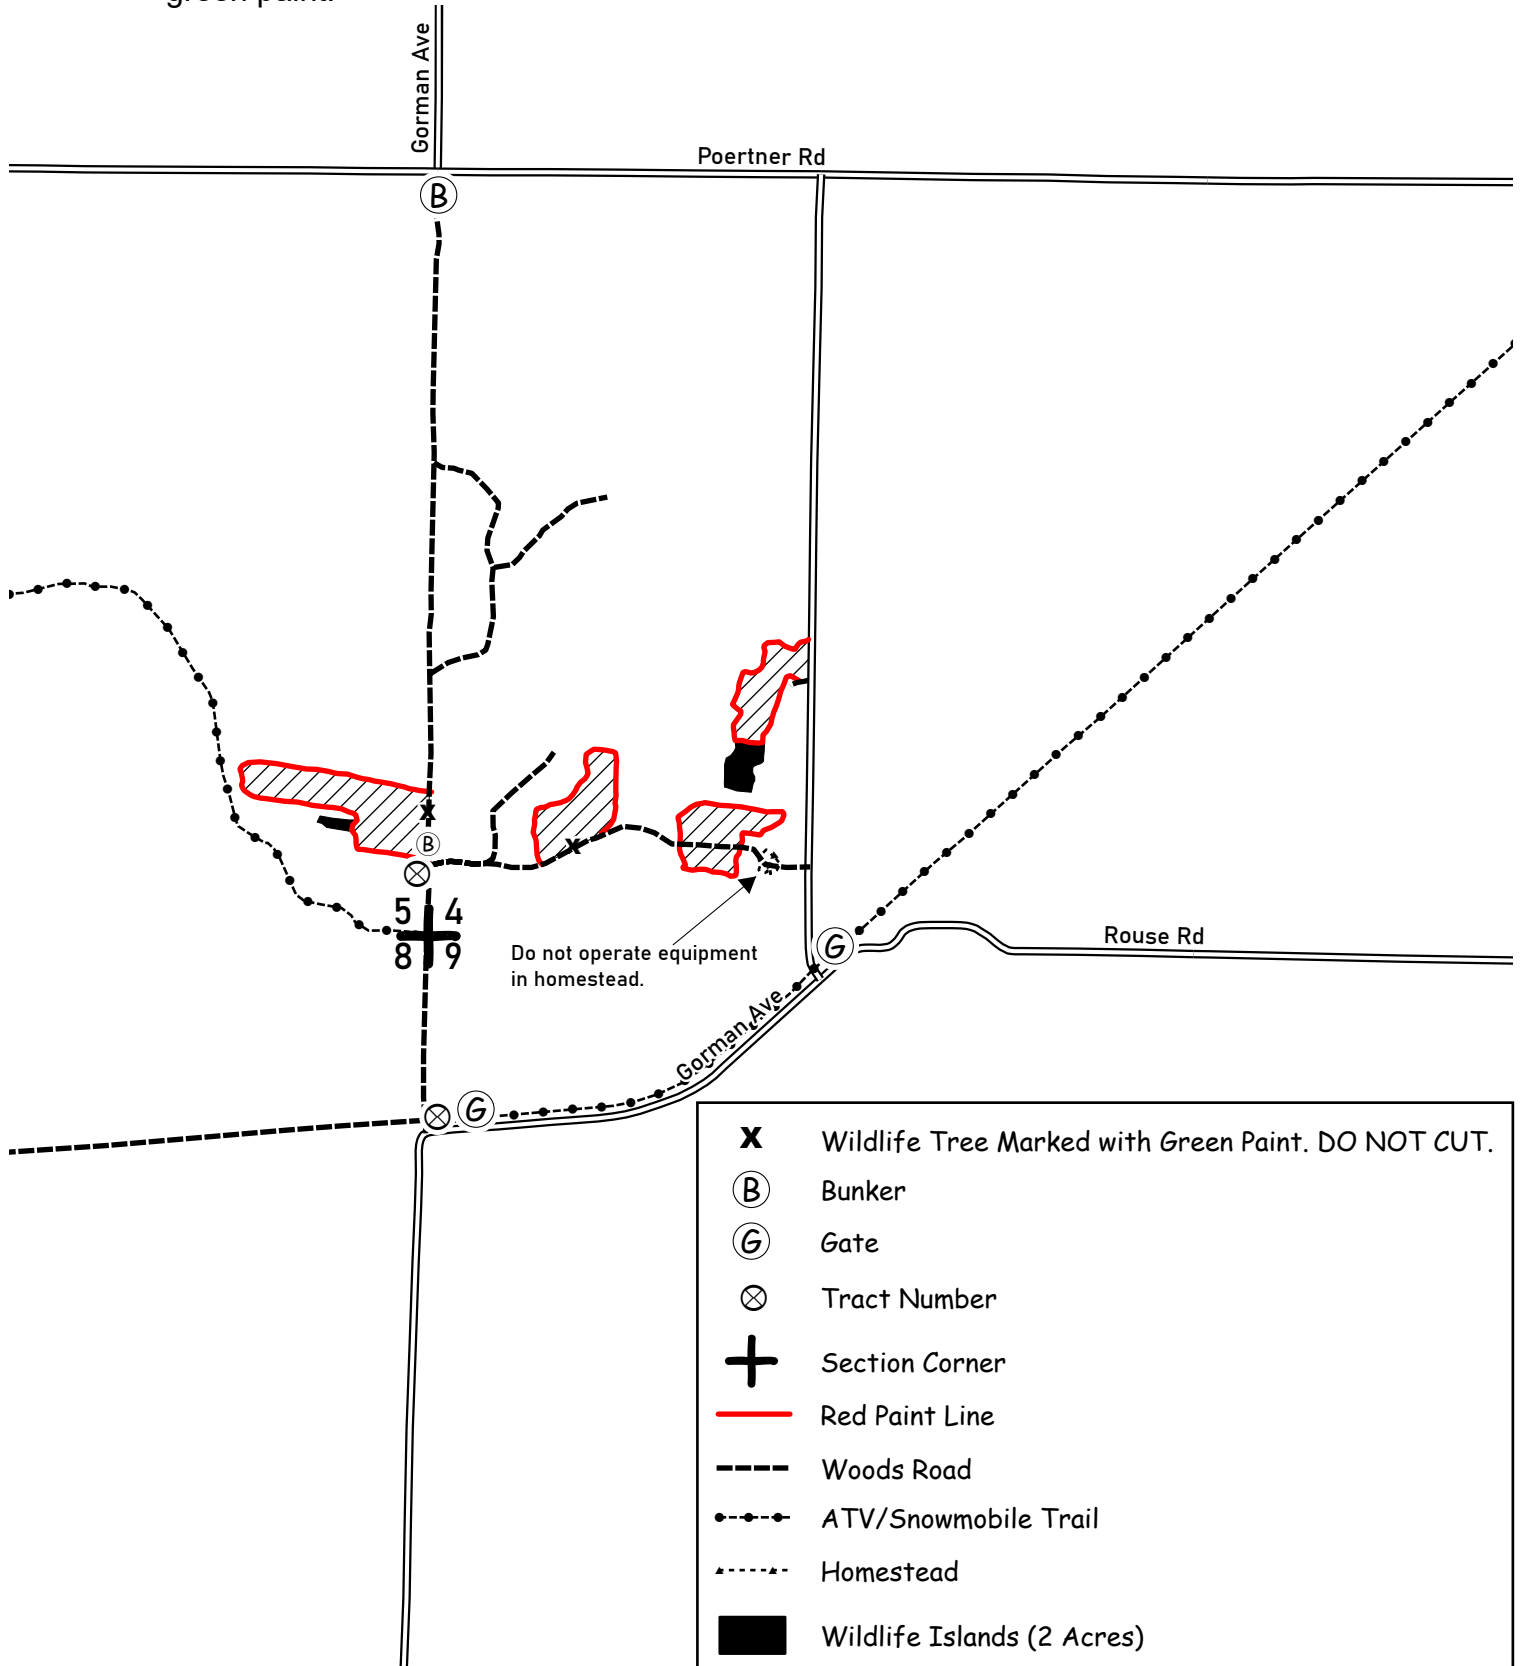 green paint.
Gorman Ave
Poertner Rd
B
B
5 4
8 9
Do not operate equipment
in homestead.
G
Rouse Rd
Gorman Ave
G
X Wildlife Tree Marked with Green Paint. DO NOT CUT.
B Bunker
G Gate
Tract Number
Section Corner
Red Paint Line
Woods Road
ATV/Snowmobile Trail
Homestead
Wildlife Islands (2 Acres)